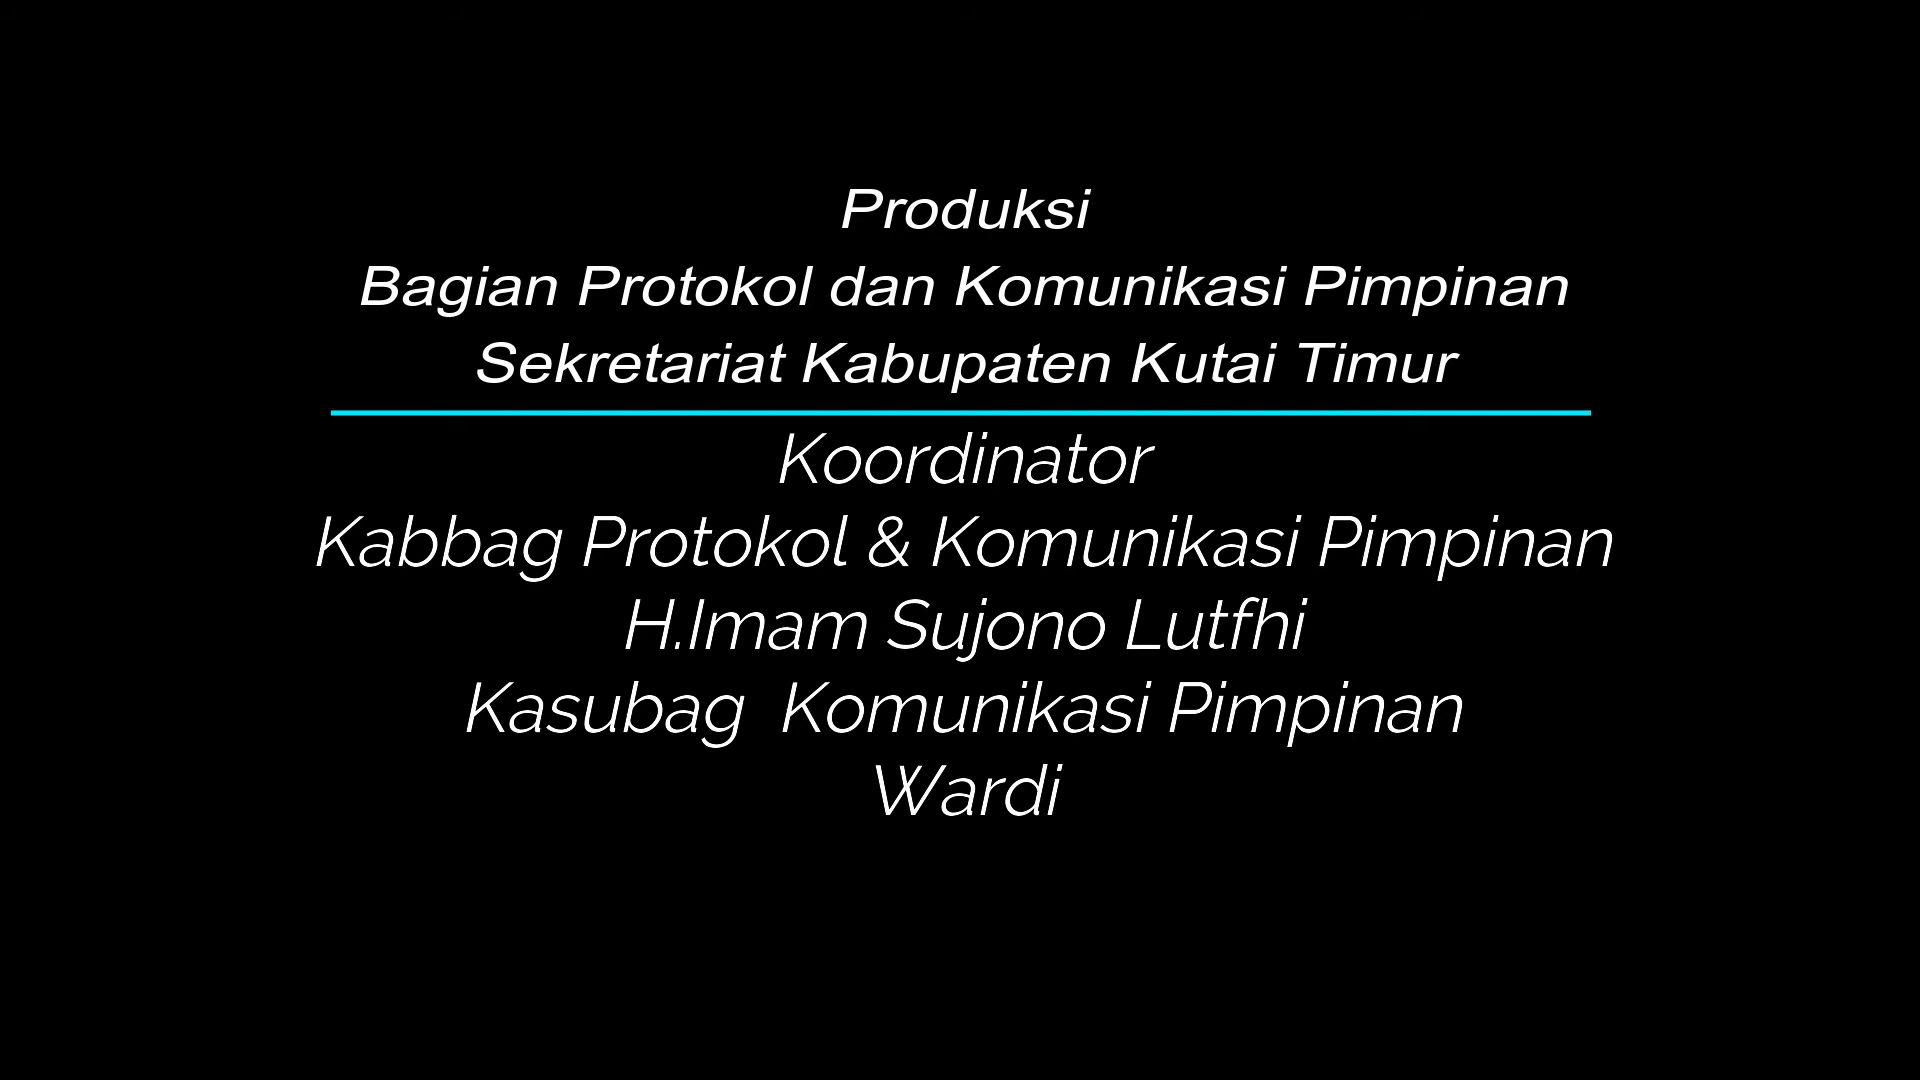 Produksi
Bagian Protokol dan Komunikasi Pimpinan
Sekretariat Kabupaten Kutai Timur
Koordinator
Kabbag Protokol & Komunikasi Pimpinan
H.Imam Sujono Lutfhi
Kasubag  Komunikasi Pimpinan
Wardi